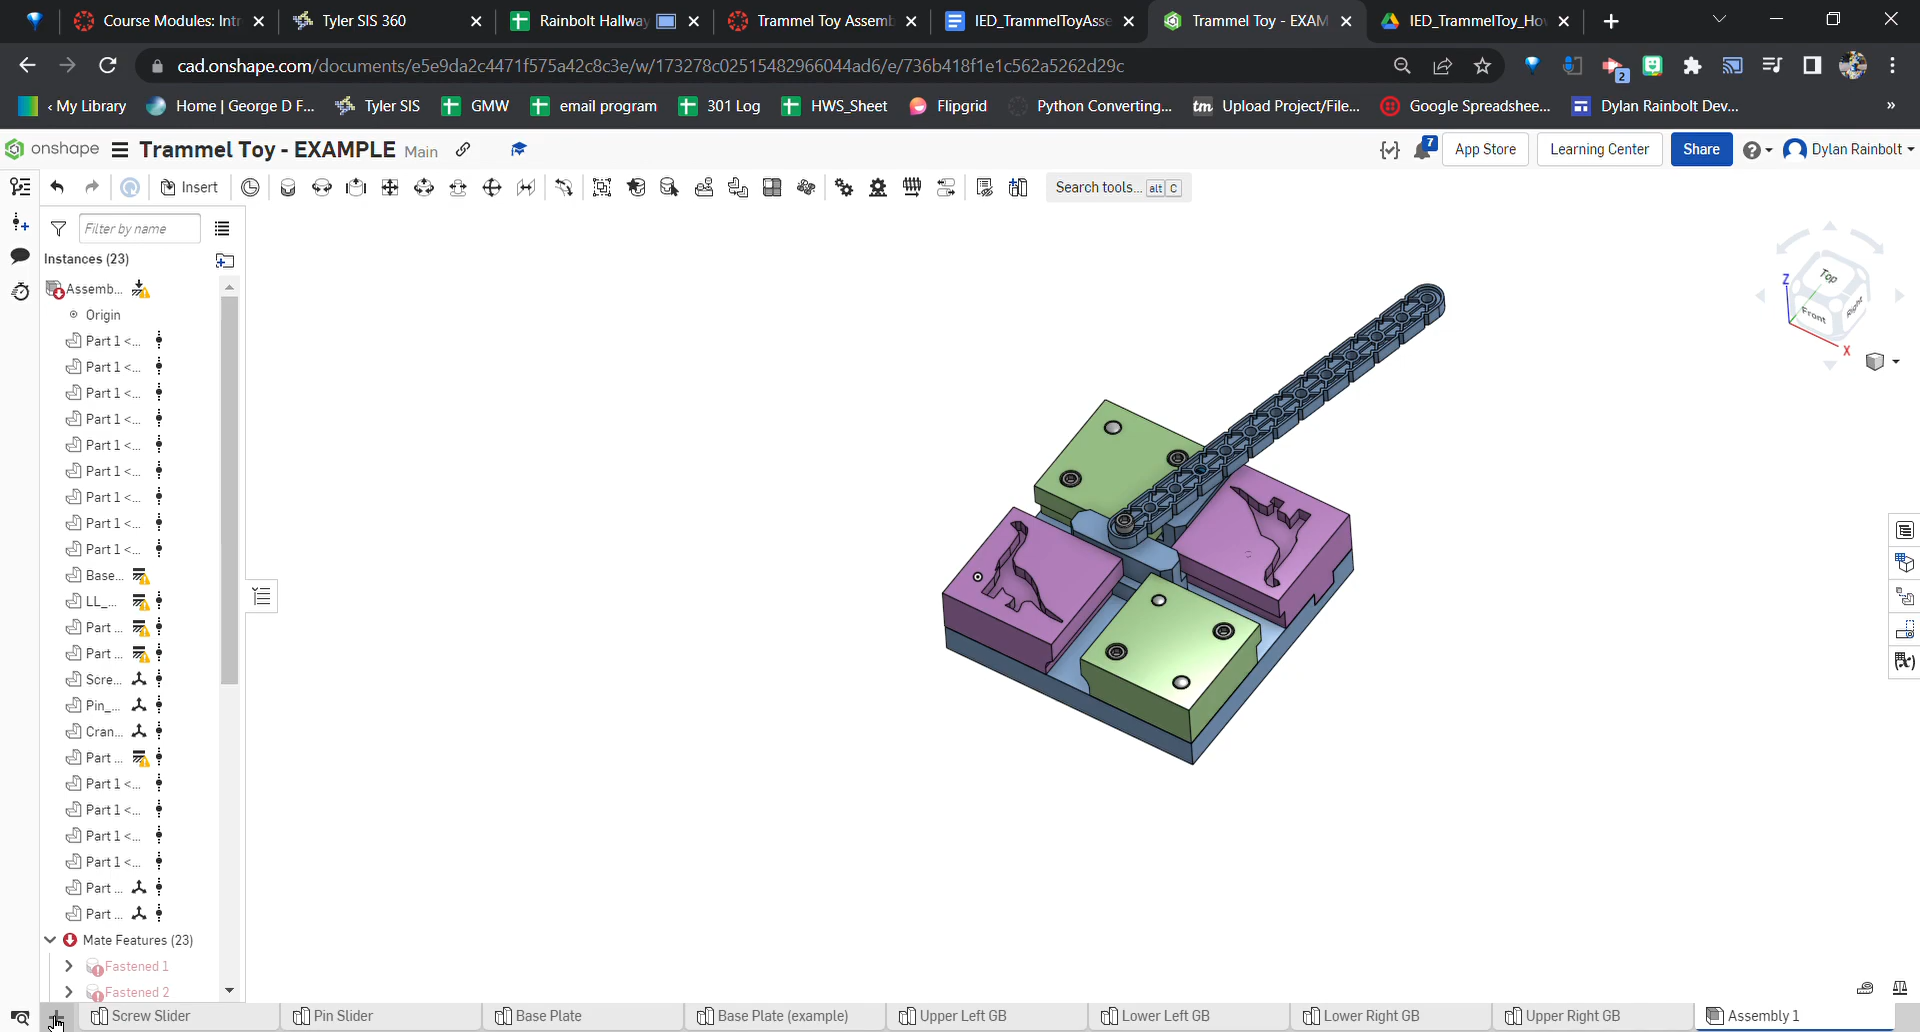 Course Modules: Intr
Tyler SIS 360
Rainbolt Hallway
Trammel Toy Assemb
IED_TrammelToyAsse
Trammel Toy - EXAM
IED_TrammelToy_Ho
cad.onshape.com/documents/e5e9da2c4471f575a42c8c3e/w/173278c02515482966044ad6/e/736b418f1e1c562a5262d29c
2
‹ My Library
Home | George D F...
Tyler SIS
GMW
email program
301 Log
HWS_Sheet
Flipgrid
Python Converting...
tm Upload Project/File...
Google Spreadshee...
Dylan Rainbolt Dev...
»
onshape
Trammel Toy - EXAMPLE Main
7
App Store
Learning Center
Share
Dylan Rainbolt
Insert
Search tools... alt C
Filter by name
Instances (23)
Assemb...
Origin
Part 1 <...
Part 1 <...
Part 1 <...
Part 1 <...
Part 1 <...
Part 1 <...
Part 1 <...
Part 1 <...
Part 1 <...
Base...
LL_...
Part ...
Part ...
Scre...
Pin_...
Cran...
Part ...
Part 1 <...
Part 1 <...
Part 1 <...
Part 1 <...
Part ...
Part ...
Mate Features (23)
Fastened 1
Fastened 2
Z
Top
Front
Right
X
Screw Slider
Pin Slider
Base Plate
Base Plate (example)
Upper Left GB
Lower Left GB
Lower Right GB
Upper Right GB
Assembly 1